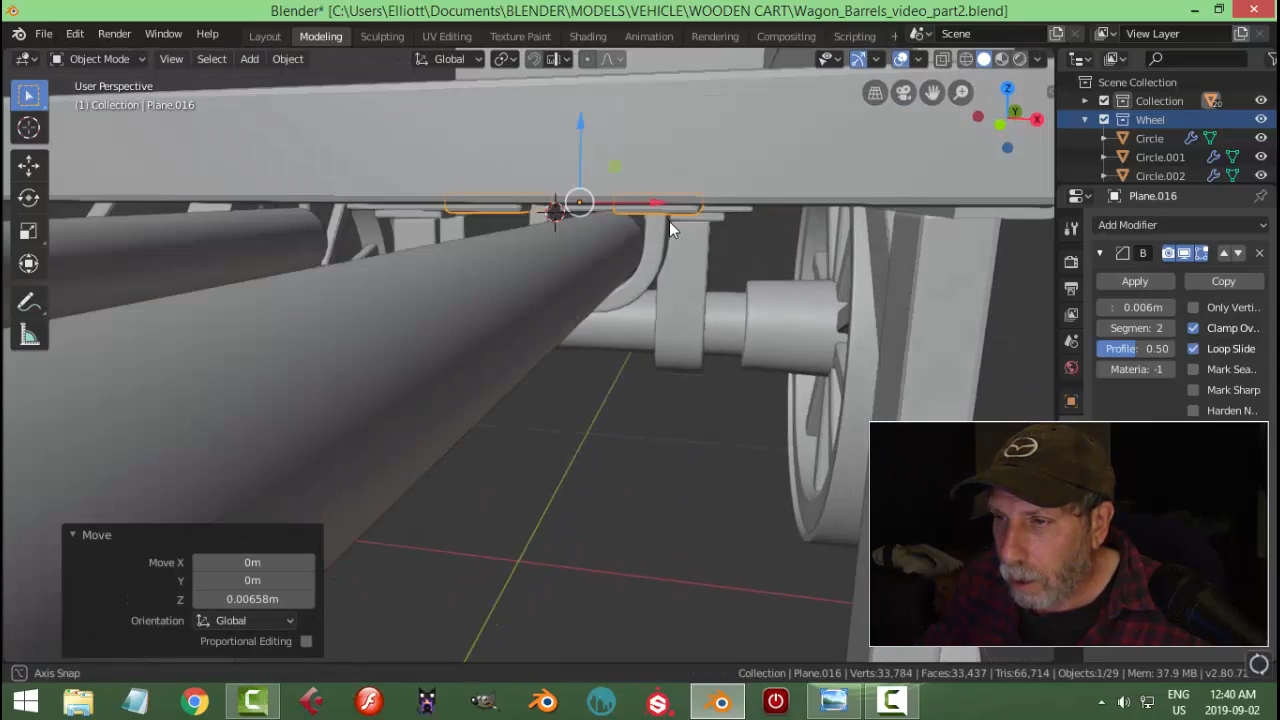 Blender* [C:\Users\Elliott\Documents\BLENDER\MODELS\VEHICLE\WOODEN CART\Wagon_Barrels_video_part2.blend]
File Edit Render Window Help Layout Modeling Sculpting UV Editing Texture Paint Shading Animation Rendering Compositing Scripting Scene View Layer
Object Mode View Select Add Object Global
User Perspective
(1) Collection | Plane.016
Z
Y
X
Scene Collection
Collection 20
Wheel
Circle
Circle.001
Circle.002
Plane.016
Add Modifier
B
Apply Copy
: 0.006m Only Verti..
Segmen: 2 Clamp Ov..
Profile: 0.50 Loop Slide
Materia: -1 Mark Sea..
Mark Sharp
Harden N..
Move
Move X 0m
Y 0m
Z 0.00658m
Orientation Global
Proportional Editing
Axis Snap Collection | Plane.016 | Verts:33,784 | Faces:33,437 | Tris:66,714 | Objects:1/29 | Mem: 37.9 MB | v2.80.7
ENG 12:40 AM
US 2019-09-02